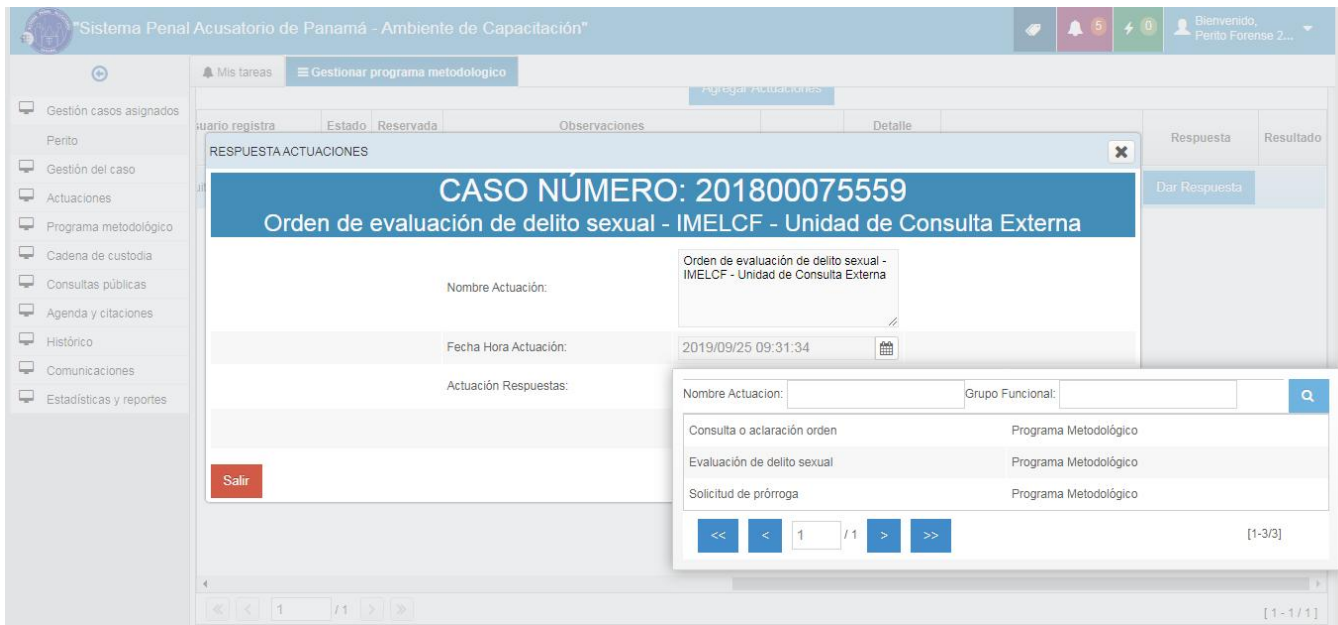 "Sistema Penal Acusatorio de Panamá - Ambiente de Capacitación"
5
0
Bienvenido,
Perito Forense 2...
Mis tareas
Gestionar programa metodologico
Gestión casos asignados
Perito
Gestión del caso
Actuaciones
Programa metodológico
Cadena de custodia
Consultas públicas
Agenda y citaciones
Histórico
Comunicaciones
Estadísticas y reportes
Agregar Actuaciones
suario registra
Estado
Reservada
Observaciones
Detalle
Respuesta
Resultado
Dar Respuesta
RESPUESTA ACTUACIONES
CASO NÚMERO: 201800075559
Orden de evaluación de delito sexual - IMELCF - Unidad de Consulta Externa
Nombre Actuación:
Orden de evaluación de delito sexual -
IMELCF - Unidad de Consulta Externa
Fecha Hora Actuación:
2019/09/25 09:31:34
Actuación Respuestas:
Salir
Nombre Actuacion:
Grupo Funcional:
Consulta o aclaración orden Programa Metodológico
Evaluación de delito sexual Programa Metodológico
Solicitud de prórroga Programa Metodológico
<< < 1 / 1 > >> [1-3/3]
1 / 1 [ 1 - 1 / 1 ]